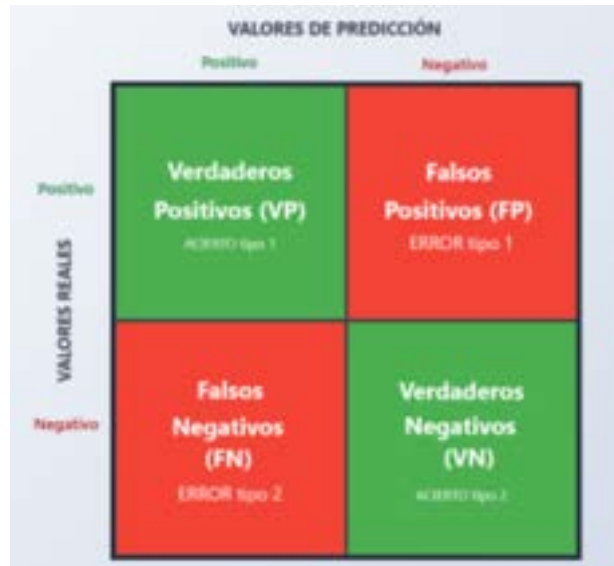 VALORES DE PREDICCIÓN
Positivo
Negativo
Positivo
VALORES REALES
Negativo
Verdaderos
Positivos (VP)
ACIERTO tipo 1
Falsos
Positivos (FP)
ERROR tipo 1
Falsos
Negativos
(FN)
ERROR tipo 2
Verdaderos
Negativos
(VN)
ACIERTO tipo 2